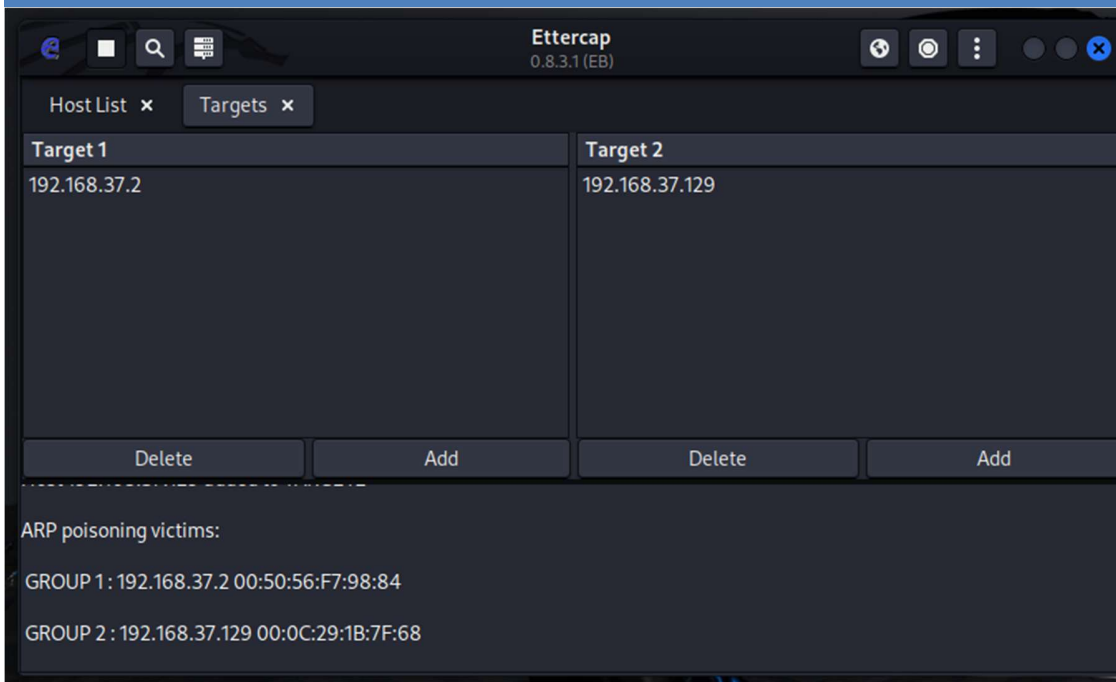 Ettercap
0.8.3.1 (EB)
Host List ×
Targets ×
Target 1
Target 2
192.168.37.2
192.168.37.129
Delete
Add
Delete
Add
ARP poisoning victims:
GROUP 1 : 192.168.37.2 00:50:56:F7:98:84
GROUP 2 : 192.168.37.129 00:0C:29:1B:7F:68